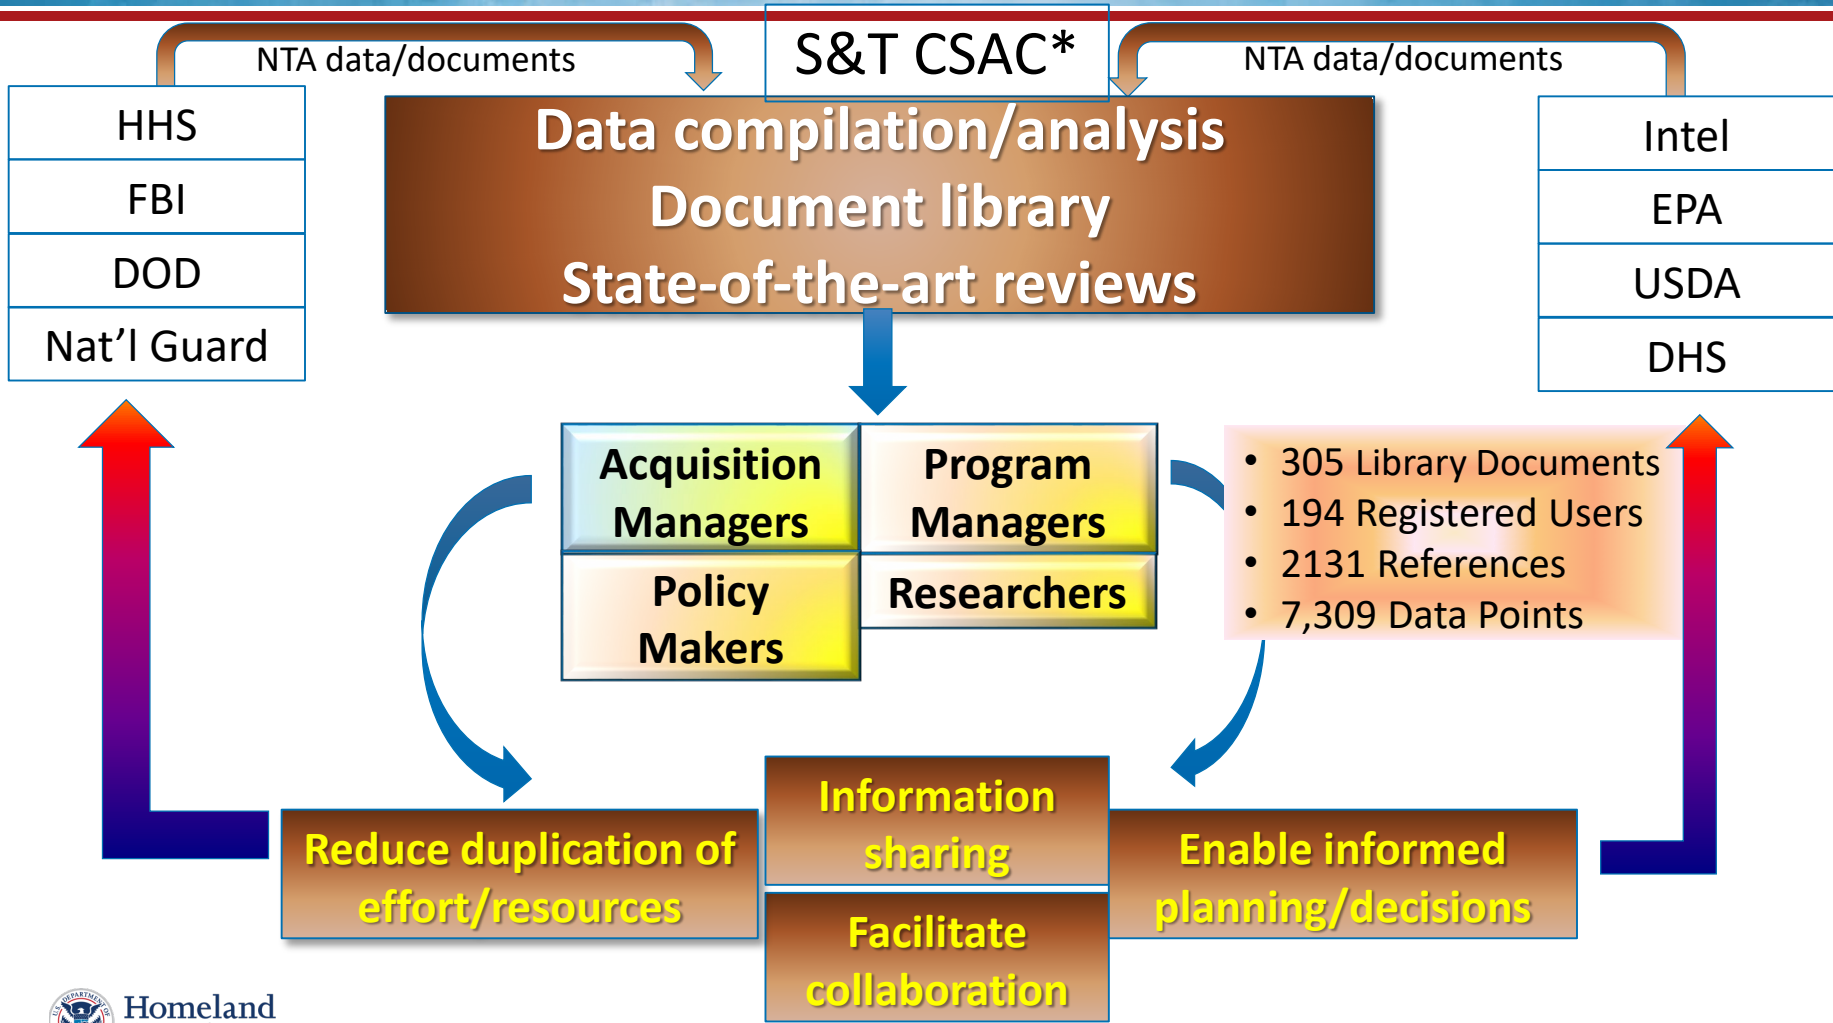 S&T CSAC*
NTA data/documents
NTA data/documents
HHS
FBI
DOD
Nat’l Guard
Data compilation/analysis
Document library
State-of-the-art reviews
Intel
EPA
USDA
DHS
Acquisition
Managers
Program
Managers
Policy
Makers
Researchers
• 305 Library Documents
• 194 Registered Users
• 2131 References
• 7,309 Data Points
Reduce duplication of
effort/resources
Information
sharing
Facilitate
collaboration
Enable informed
planning/decisions
Homeland